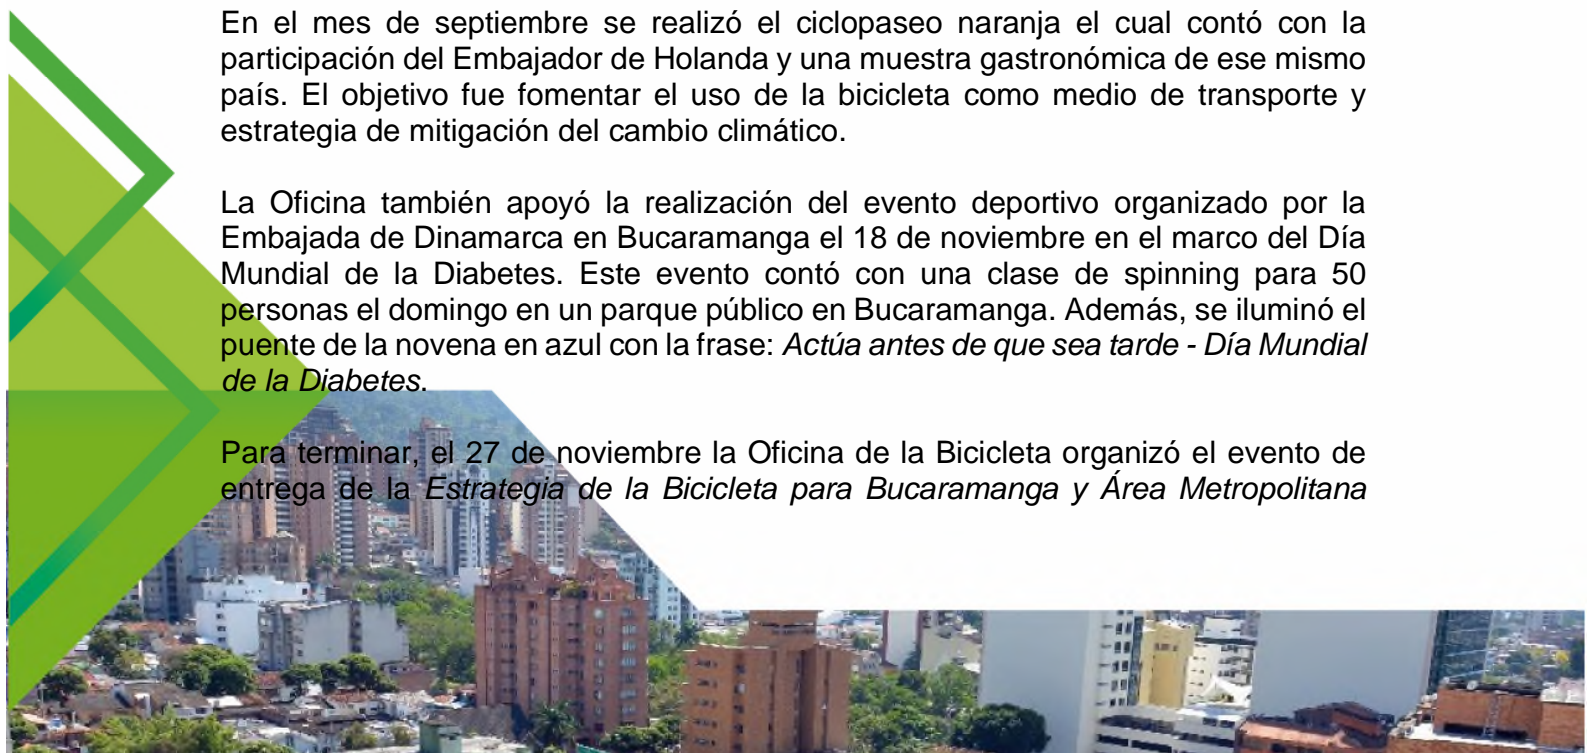 En el mes de septiembre se realizó el ciclopaseo naranja el cual contó con la
participación del Embajador de Holanda y una muestra gastronómica de ese mismo
país. El objetivo fue fomentar el uso de la bicicleta como medio de transporte y
estrategia de mitigación del cambio climático.
La Oficina también apoyó la realización del evento deportivo organizado por la
Embajada de Dinamarca en Bucaramanga el 18 de noviembre en el marco del Día
Mundial de la Diabetes. Este evento contó con una clase de spinning para 50
personas el domingo en un parque público en Bucaramanga. Además, se iluminó el
puente de la novena en azul con la frase: Actúa antes de que sea tarde - Día Mundial
de la Diabetes.
Para terminar, el 27 de noviembre la Oficina de la Bicicleta organizó el evento de
entrega de la Estrategia de la Bicicleta para Bucaramanga y Área Metropolitana